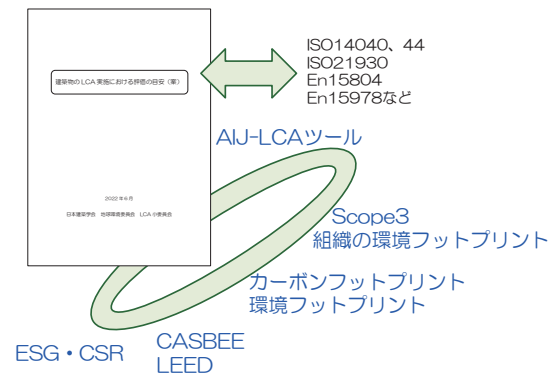 建築物のLCA実施における評価の目安（案）
2022年6月
日本建築学会 地球環境委員会 LCA小委員会
ISO14040、44
ISO21930
En15804
En15978など
AIJ-LCAツール
Scope3
組織の環境フットプリント
カーボンフットプリント
環境フットプリント
CASBEE
LEED
ESG・CSR